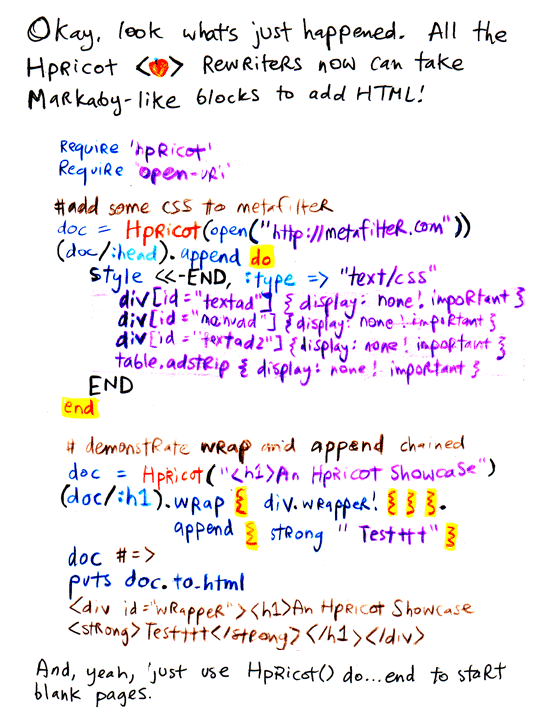 Okay, look what's just happened. All the
HPRicot < > RewRiteRs now can take
MaRkaby-like blocks to add HTML!
RequiRe 'hpRicot'
RequiRe 'open-uRi'
#add some CSS to metafilteR
doc = HpRicot(open("http://metafilteR.com"))
(doc/:head).append do
style <<-END, :type => "text/css"
div[id="textad"] { display: none !impoRtant }
div[id="menuad"] {display: none !impoRtant }
div[id="textad2"] {display: none! impoRtant }
table.adstRip { display: none ! impoRtant }
END
end
# demonstRate wRap and append chained
doc = HpRicot("<h1>An HpRicot Showcase")
(doc/:h1).wRap { div.wRappeR! { } }.
append { stRong "Testttt" }
doc #=>
puts doc.to_html
<div id="wRappeR"><h1>An HpRicot Showcase
<stRong>Testttt</stRong></h1></div>
And, yeah, just use HpRicot() do...end to staRt
blank pages.